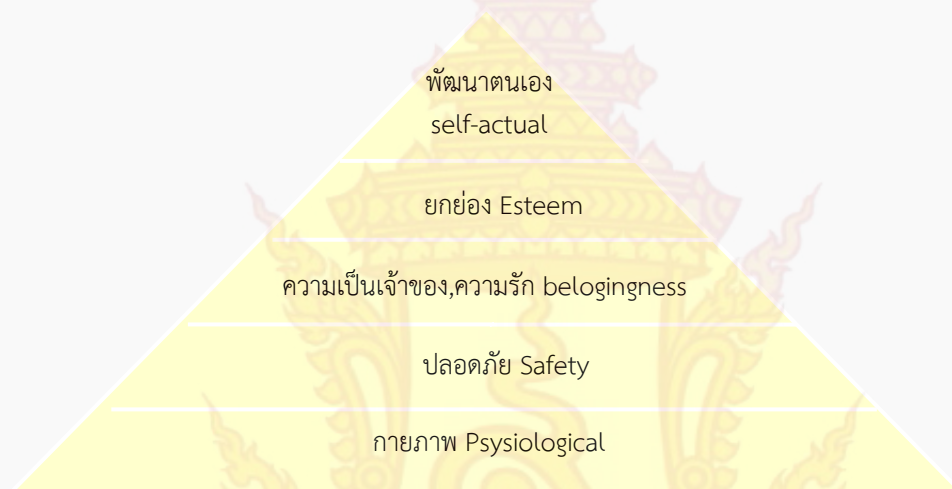 พัฒนาตนเอง
self-actual
ยกย่อง Esteem
ความเป็นเจ้าของ,ความรัก belogingness
ปลอดภัย Safety
กายภาพ Psysiological